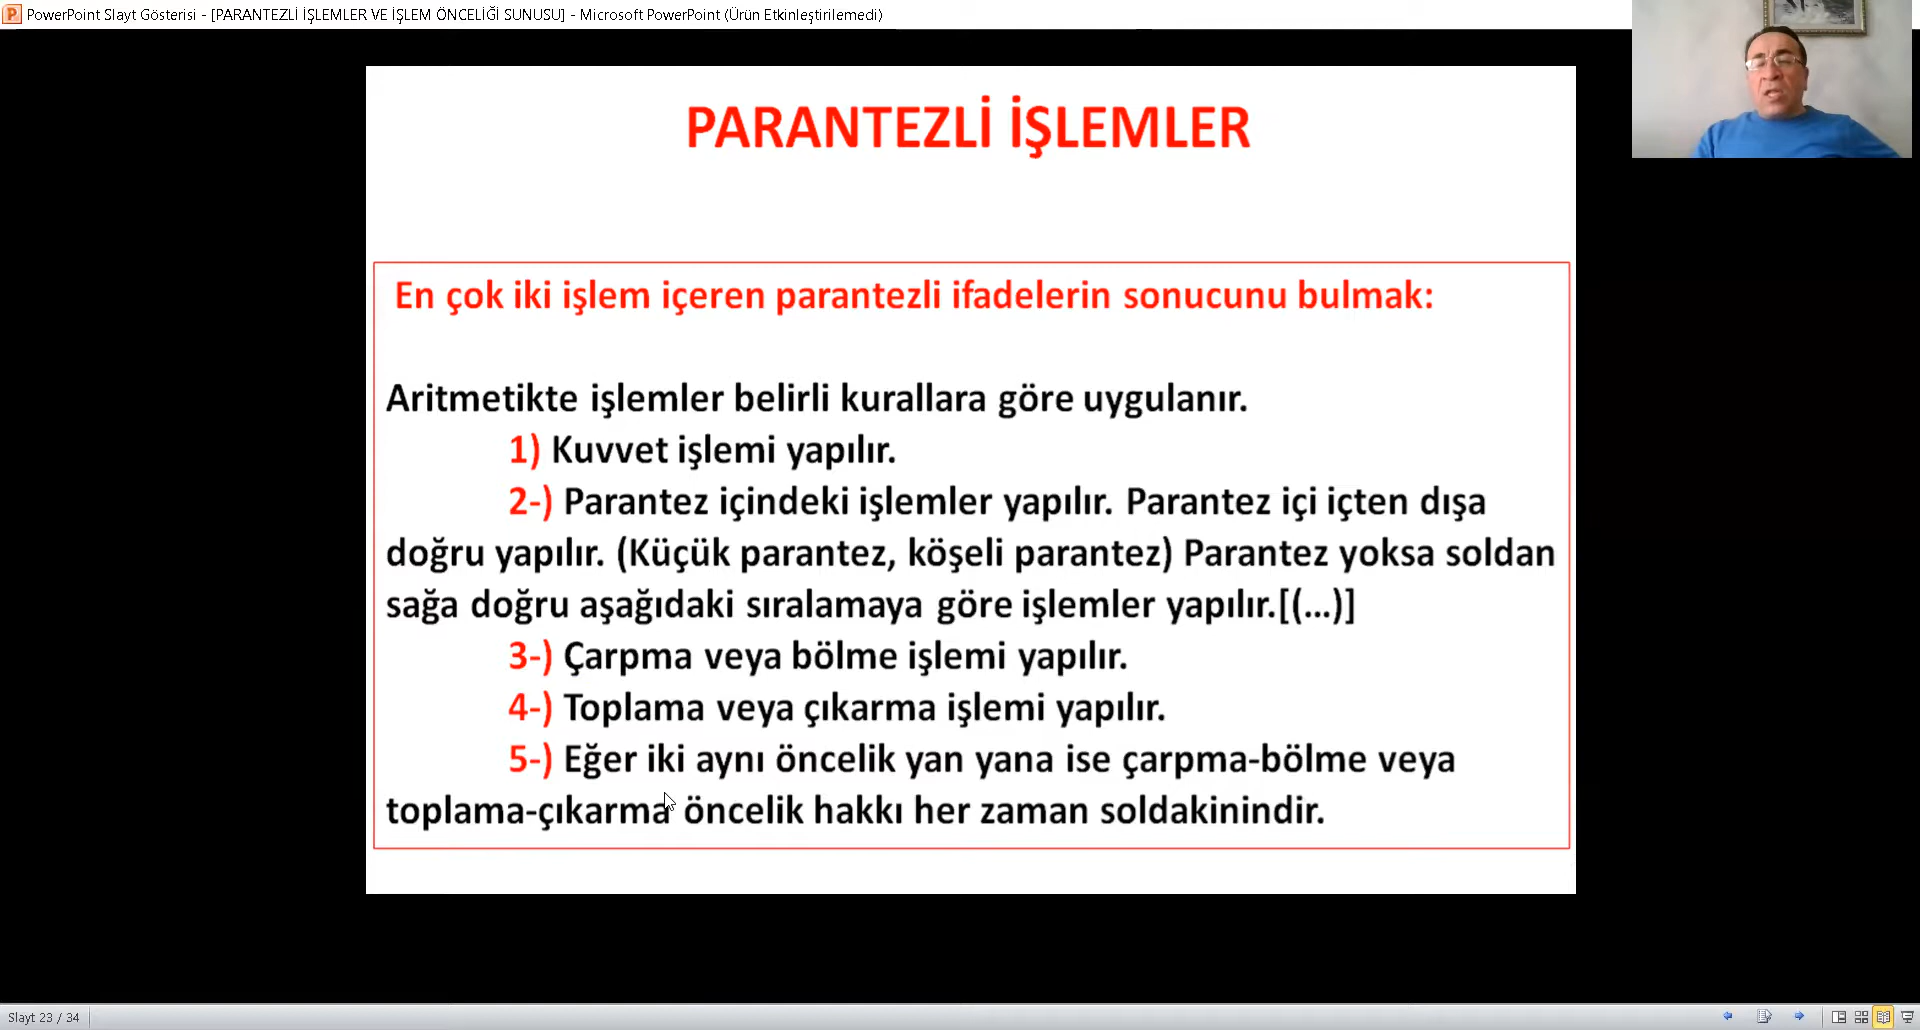 PowerPoint Slayt Gösterisi - [PARANTEZLİ İŞLEMLER VE İŞLEM ÖNCELİĞİ SUNUSU] - Microsoft PowerPoint (Ürün Etkinleştirilemedi)
PARANTEZLİ İŞLEMLER
En çok iki işlem içeren parantezli ifadelerin sonucunu bulmak:
Aritmetikte işlemler belirli kurallara göre uygulanır.
1) Kuvvet işlemi yapılır.
2-) Parantez içindeki işlemler yapılır. Parantez içi içten dışa
doğru yapılır. (Küçük parantez, köşeli parantez) Parantez yoksa soldan
sağa doğru aşağıdaki sıralamaya göre işlemler yapılır.[(...)]
3-) Çarpma veya bölme işlemi yapılır.
4-) Toplama veya çıkarma işlemi yapılır.
5-) Eğer iki aynı öncelik yan yana ise çarpma-bölme veya
toplama-çıkarma öncelik hakkı her zaman soldakinindir.
Slayt 23 / 34